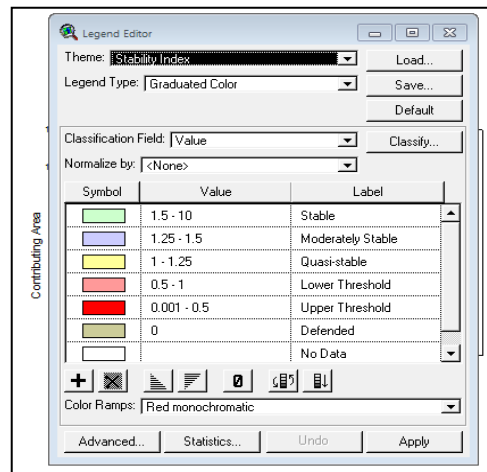 Legend Editor
Theme: Stability Index
Load...
Legend Type: Graduated Color
Save...
Default
Classification Field: Value
Classify...
Normalize by: <None>
Symbol Value Label
1.5 - 10 Stable
1.25 - 1.5 Moderately Stable
1 - 1.25 Quasi-stable
0.5 - 1 Lower Threshold
0.001 - 0.5 Upper Threshold
0 Defended
No Data
Color Ramps: Red monochromatic
Advanced... Statistics... Undo Apply
Contributing Area